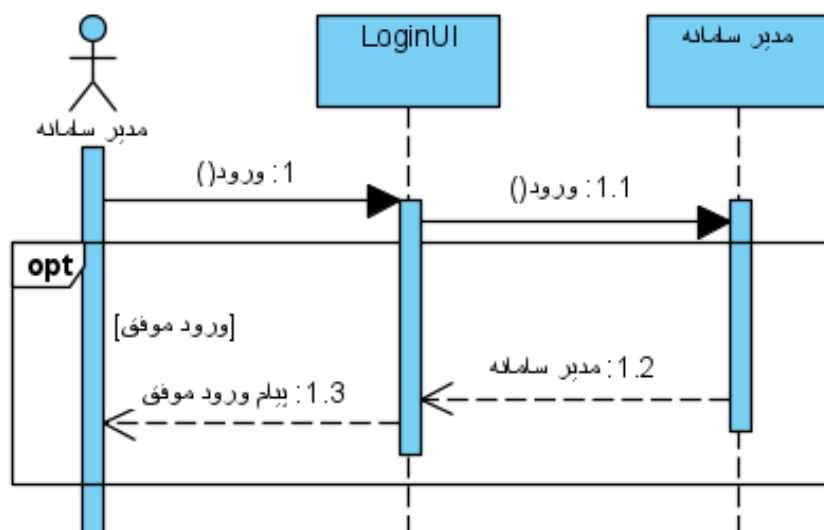 LoginUI
مدیر سامانه
مدیر سامانه
1: ورود()
1.1: ورود()
opt
[ورود موفق]
1.2: مدیر سامانه
1.3: پیام ورود موفق